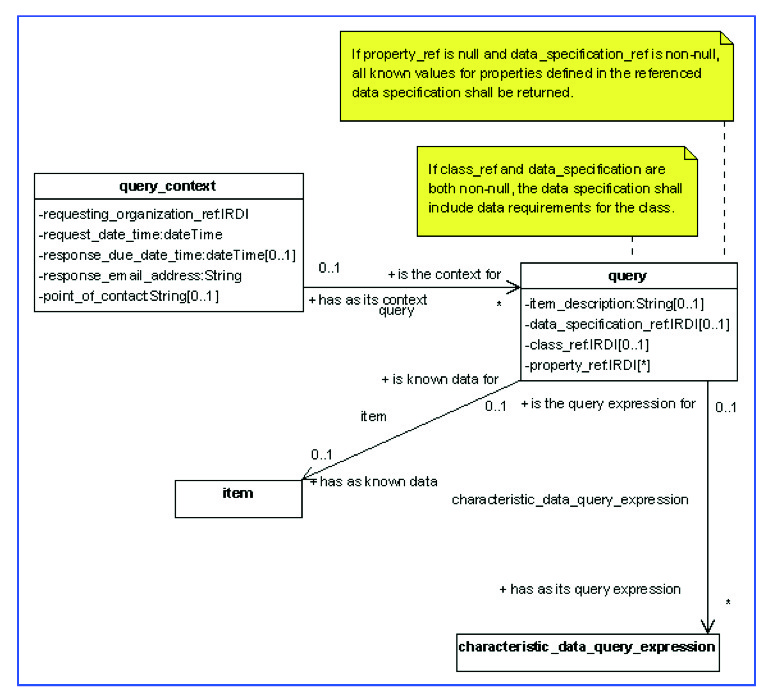 If property_ref is null and data_specification_ref is non-null,
all known values for properties defined in the referenced
data specification shall be returned.
If class_ref and data_specification are
both non-null, the data specification shall
include data requirements for the class.
query_context
-requesting_organization_ref:IRDI
-request_date_time:dateTime
-response_due_date_time:dateTime[0..1]
-response_email_address:String
-point_of_contact:String[0..1]
0..1
+ is the context for
+ has as its context
query
*
query
-item_description:String[0..1]
-data_specification_ref:IRDI[0..1]
-class_ref:IRDI[0..1]
-property_ref:IRDI[*]
+ is known data for
0..1
+ is the query expression for
0..1
item
0..1
+ has as known data
item
characteristic_data_query_expression
+ has as its query expression
*
characteristic_data_query_expression